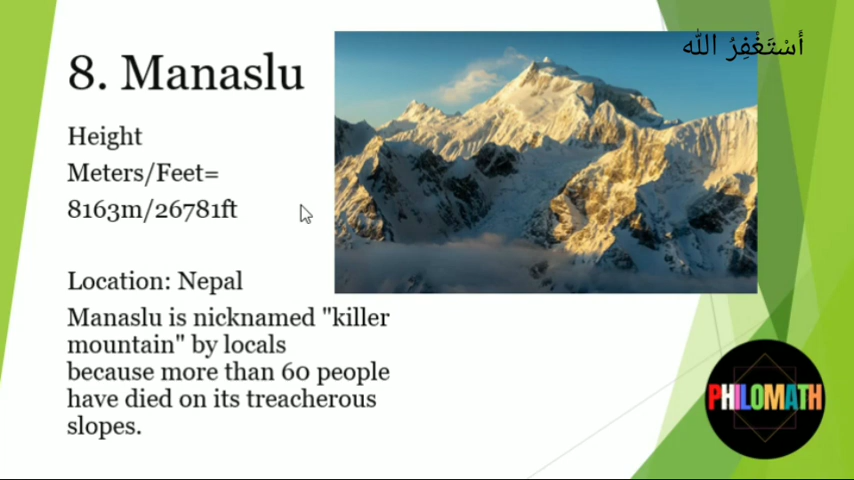 أَسْتَغْفِرُ اللّٰه
8. Manaslu
Height
Meters/Feet=
8163m/26781ft
Location: Nepal
Manaslu is nicknamed "killer
mountain" by locals
because more than 60 people
have died on its treacherous
slopes.
PHILOMATH